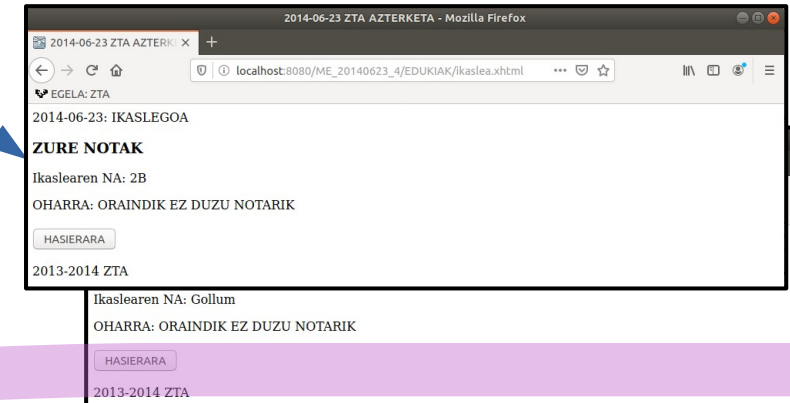 2014-06-23 ZTA AZTERKETA - Mozilla Firefox
2014-06-23 ZTA AZTERK
localhost:8080/ME_20140623_4/EDUKIAK/ikaslea.xhtml
EGELA: ZTA
2014-06-23: IKASLEGOA
ZURE NOTAK
Ikaslearen NA: 2B
OHARRA: ORAINDIK EZ DUZU NOTARIK
HASIERARA
2013-2014 ZTA
Ikaslearen NA: Gollum
OHARRA: ORAINDIK EZ DUZU NOTARIK
HASIERARA
2013-2014 ZTA